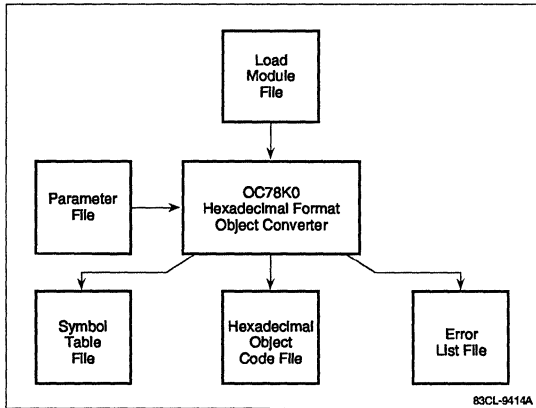 Load
Module
File
Parameter
File
OC78K0
Hexadecimal Format
Object Converter
Symbol
Table
File
Hexadecimal
Object
Code File
Error
List File
83CL-9414A